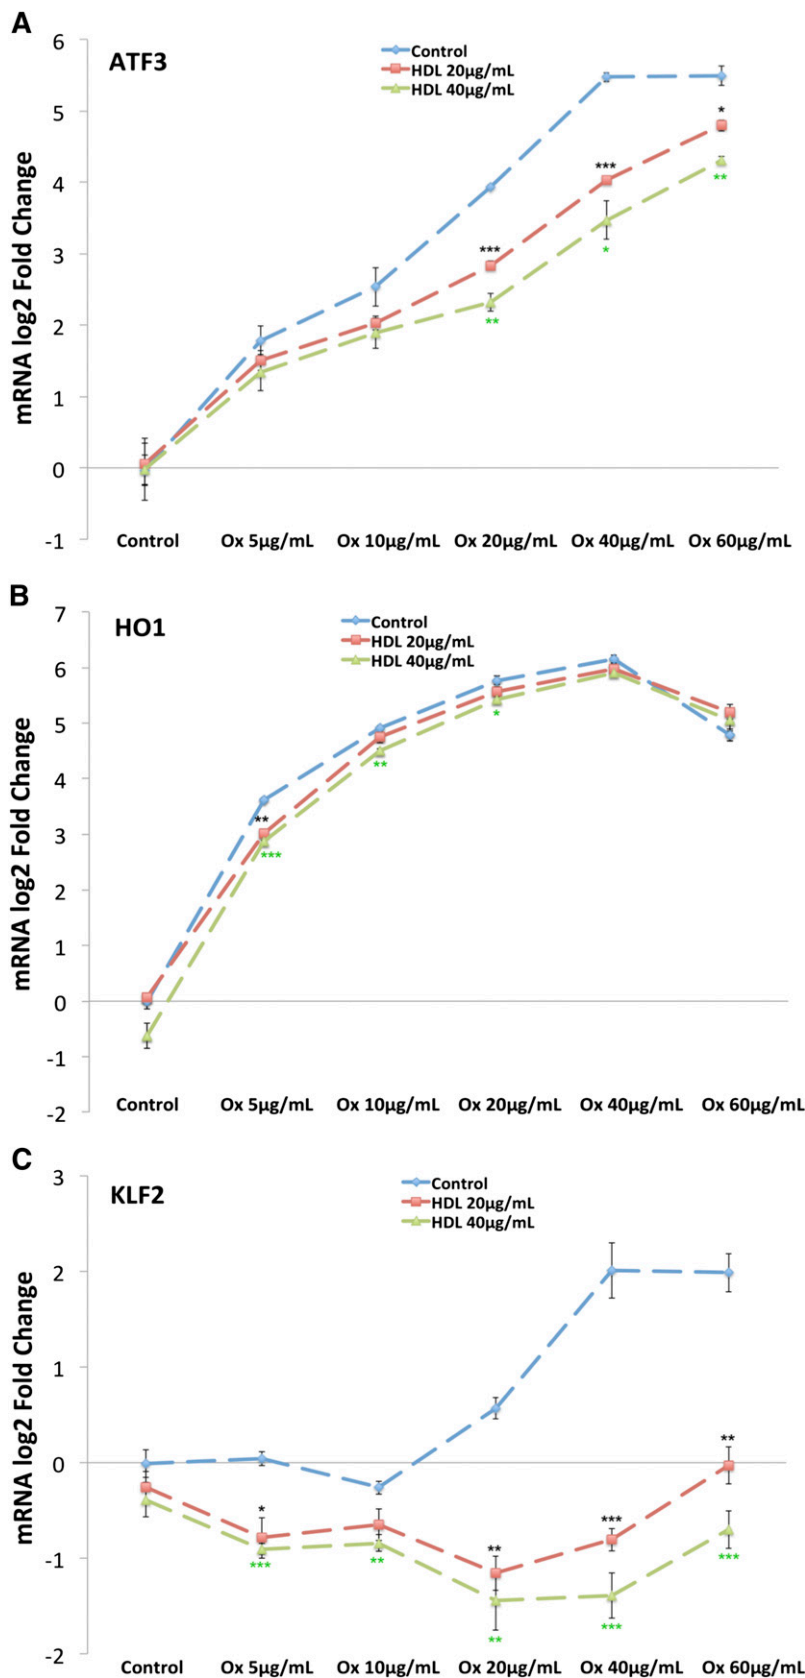 A
ATF3
Control
HDL 20µg/mL
HDL 40µg/mL
mRNA log2 Fold Change
6
5
4
3
2
1
0
-1
*
***
**
***
*
**
Control Ox 5µg/mL Ox 10µg/mL Ox 20µg/mL Ox 40µg/mL Ox 60µg/mL
B
HO1
Control
HDL 20µg/mL
HDL 40µg/mL
mRNA log2 Fold Change
7
6
5
4
3
2
1
0
-1
-2
*
**
**
***
Control Ox 5µg/mL Ox 10µg/mL Ox 20µg/mL Ox 40µg/mL Ox 60µg/mL
C
KLF2
Control
HDL 20µg/mL
HDL 40µg/mL
mRNA log2 Fold Change
3
2
1
0
-1
-2
**
* ***
**
*** ** ***
***
**
Control Ox 5µg/mL Ox 10µg/mL Ox 20µg/mL Ox 40µg/mL Ox 60µg/mL